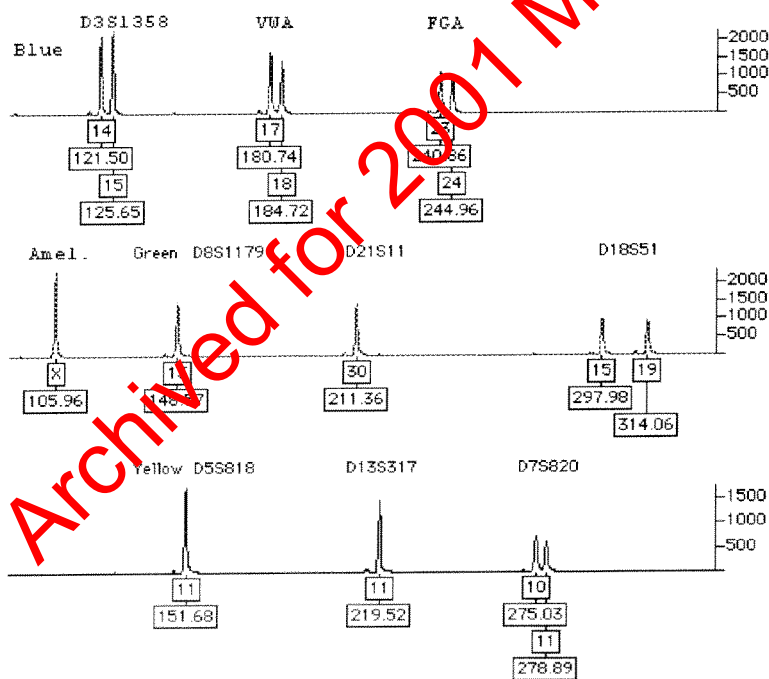 D3S1358 VWA FGA
Blue
2000
1500
1000
500
14 17 23
121.50 180.74
15 18 24
125.65 184.72 244.96
Amel. Green D8S1179 D21S11 D18S51
2000
1500
1000
500
X 30 15 19
105.96 211.36 297.98
314.06
Yellow D5S818 D13S317 D7S820
1500
1000
500
11 11 10
151.68 219.52 275.03
11
278.89
Archived for 2001